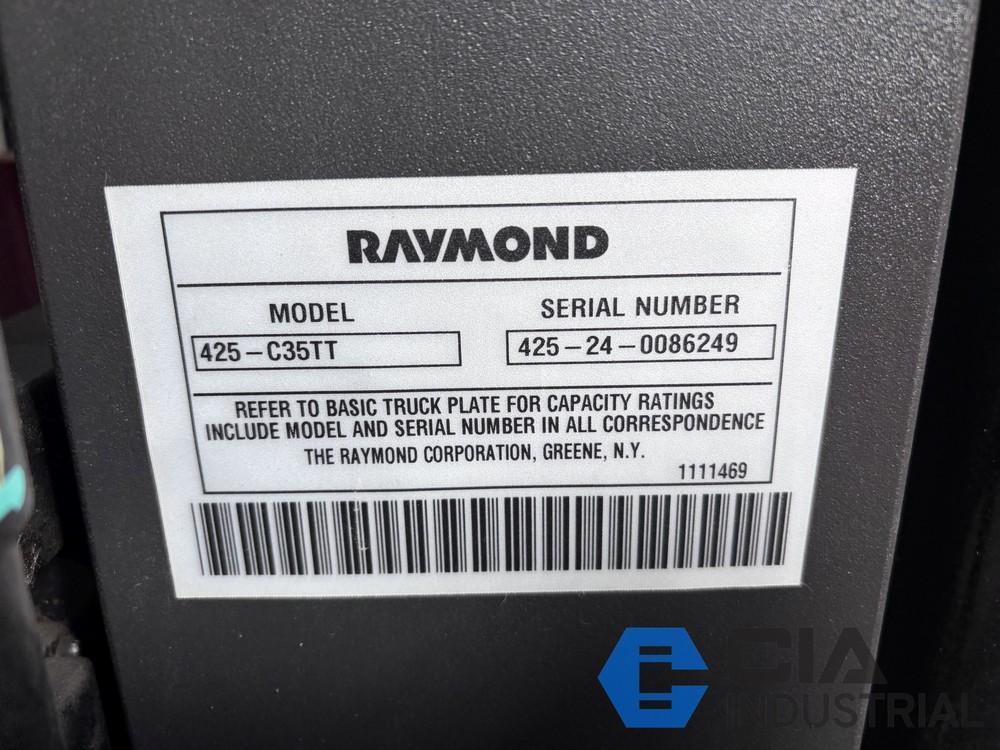 RAYMOND
MODEL
SERIAL NUMBER
425-C35TT
425-24-0086249
REFER TO BASIC TRUCK PLATE FOR CAPACITY RATINGS
INCLUDE MODEL AND SERIAL NUMBER IN ALL CORRESPONDENCE
THE RAYMOND CORPORATION, GREENE, N.Y.
1111469
CIA
INDUSTRIAL